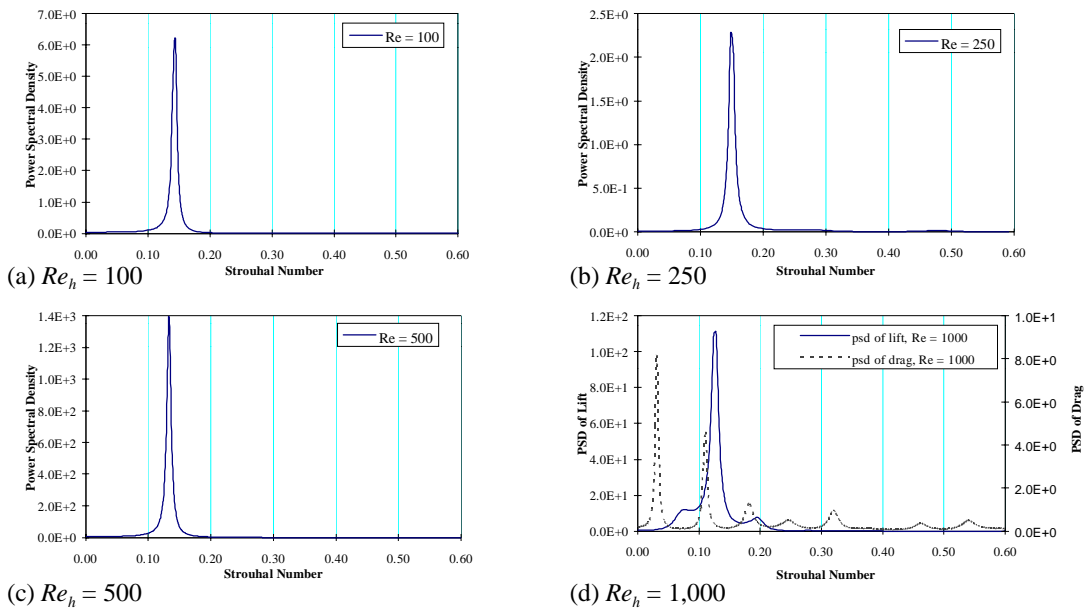 7.0E+0
6.0E+0
5.0E+0
4.0E+0
3.0E+0
2.0E+0
1.0E+0
0.0E+0
Power Spectral Density
Re = 100
0.00 0.10 0.20 0.30 0.40 0.50 0.60
Strouhal Number
(a) Re_h = 100
2.5E+0
2.0E+0
1.5E+0
1.0E+0
5.0E-1
0.0E+0
Power Spectral Density
Re = 250
0.00 0.10 0.20 0.30 0.40 0.50 0.60
Strouhal Number
(b) Re_h = 250
1.4E+3
1.2E+3
1.0E+3
8.0E+2
6.0E+2
4.0E+2
2.0E+2
0.0E+0
Power Spectral Density
Re = 500
0.00 0.10 0.20 0.30 0.40 0.50 0.60
Strouhal Number
(c) Re_h = 500
1.2E+2
1.0E+2
8.0E+1
6.0E+1
4.0E+1
2.0E+1
0.0E+0
PSD of Lift
psd of lift, Re = 1000
psd of drag, Re = 1000
1.0E+1
8.0E+0
6.0E+0
4.0E+0
2.0E+0
0.0E+0
PSD of Drag
0.00 0.10 0.20 0.30 0.40 0.50 0.60
Strouhal Number
(d) Re_h = 1,000